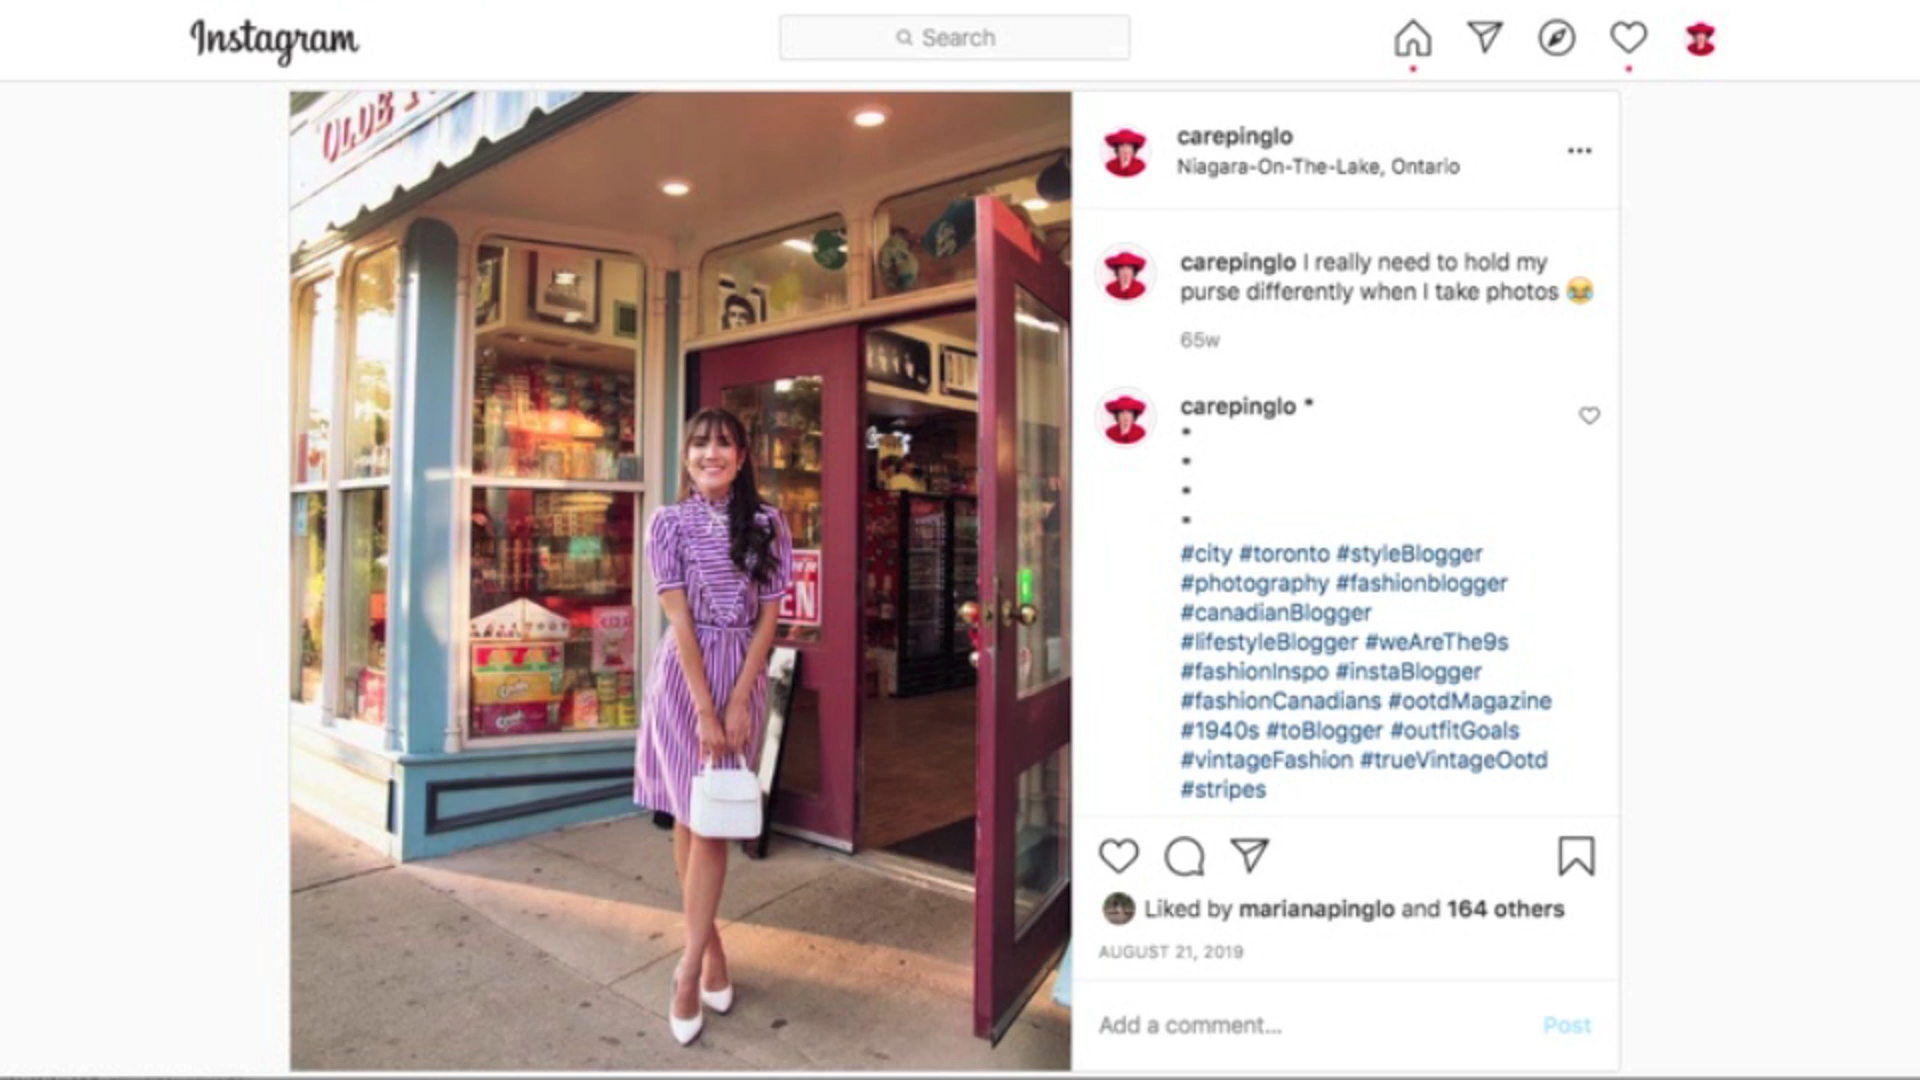 Instagram
Search
OLDE
EN
carepinglo
Niagara-On-The-Lake, Ontario
carepinglo I really need to hold my
purse differently when I take photos 😂
65w
carepinglo *
*
*
*
*
#city #toronto #styleBlogger
#photography #fashionblogger
#canadianBlogger
#lifestyleBlogger #weAreThe9s
#fashionInspo #instaBlogger
#fashionCanadians #ootdMagazine
#1940s #toBlogger #outfitGoals
#vintageFashion #trueVintageOotd
#stripes
Liked by marianapinglo and 164 others
AUGUST 21, 2019
Add a comment...
Post